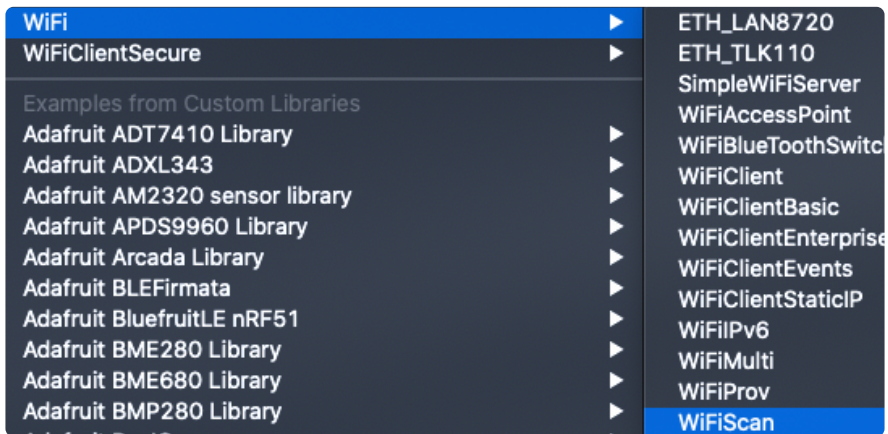 WiFi
WiFiClientSecure
Examples from Custom Libraries
Adafruit ADT7410 Library
Adafruit ADXL343
Adafruit AM2320 sensor library
Adafruit APDS9960 Library
Adafruit Arcada Library
Adafruit BLEFirmata
Adafruit BluefruitLE nRF51
Adafruit BME280 Library
Adafruit BME680 Library
Adafruit BMP280 Library
ETH_LAN8720
ETH_TLK110
SimpleWiFiServer
WiFiAccessPoint
WiFiBlueToothSwitc
WiFiClient
WiFiClientBasic
WiFiClientEnterprise
WiFiClientEvents
WiFiClientStaticIP
WiFiIPv6
WiFiMulti
WiFiProv
WiFiScan